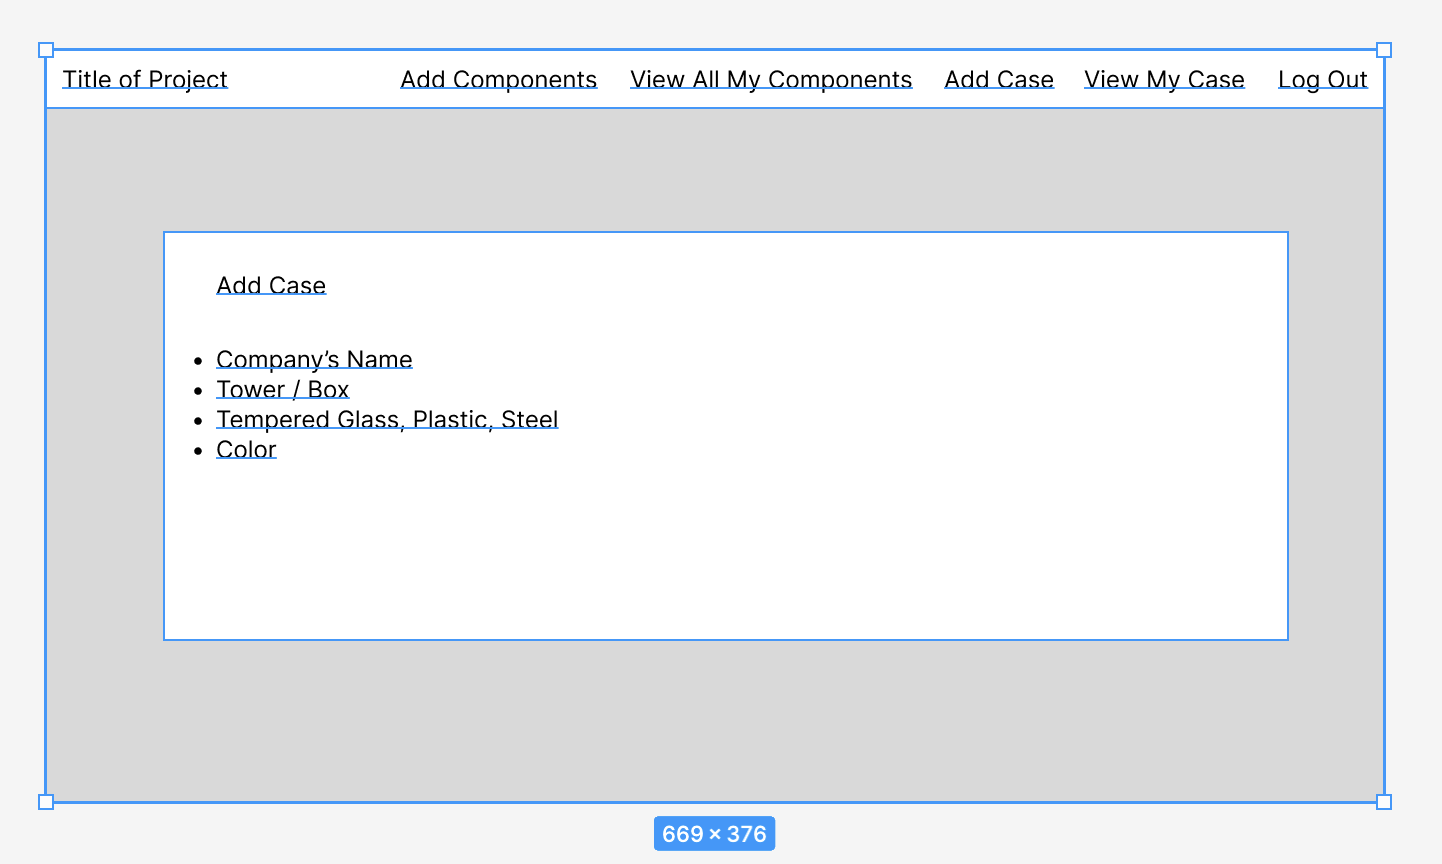 Title of Project Add Components View All My Components Add Case View My Case Log Out
Add Case
• Company’s Name
• Tower / Box
• Tempered Glass, Plastic, Steel
• Color
669 × 376